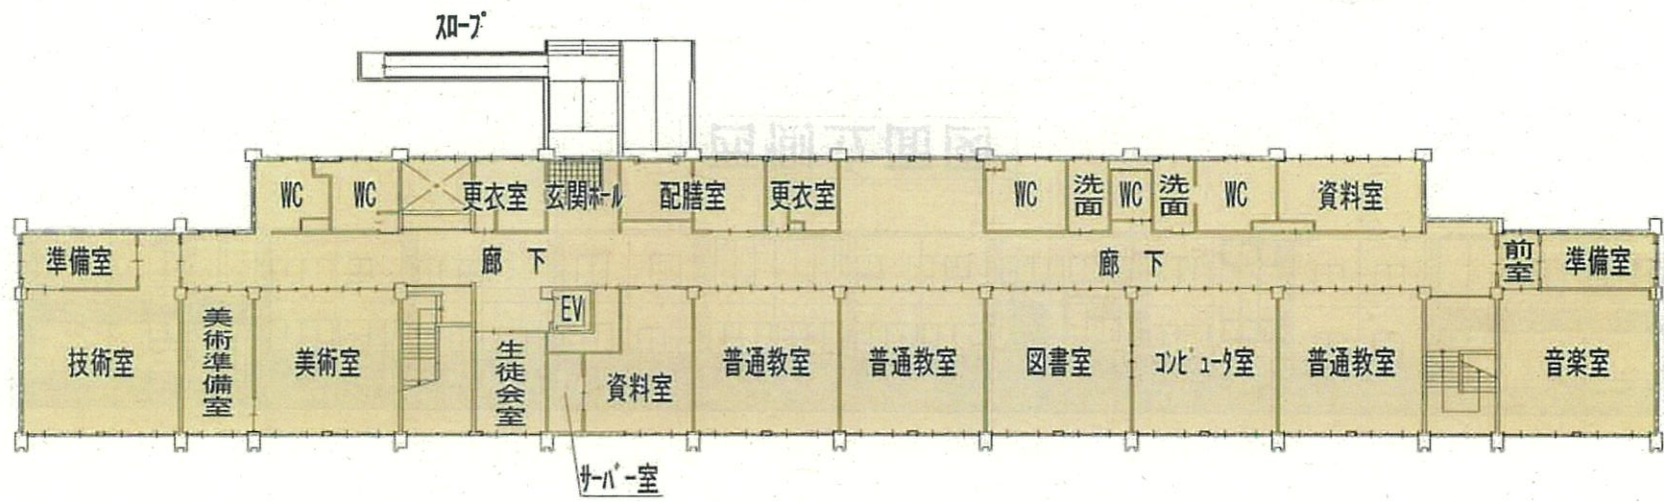 スロープ
WC
WC
更衣室
玄関ホール
配膳室
更衣室
WC
洗面
WC
洗面
WC
資料室
準備室
廊下
廊下
前室
準備室
技術室
美術準備室
美術室
生徒会室
EV
資料室
普通教室
普通教室
図書室
コンピュータ室
普通教室
音楽室
サーバー室